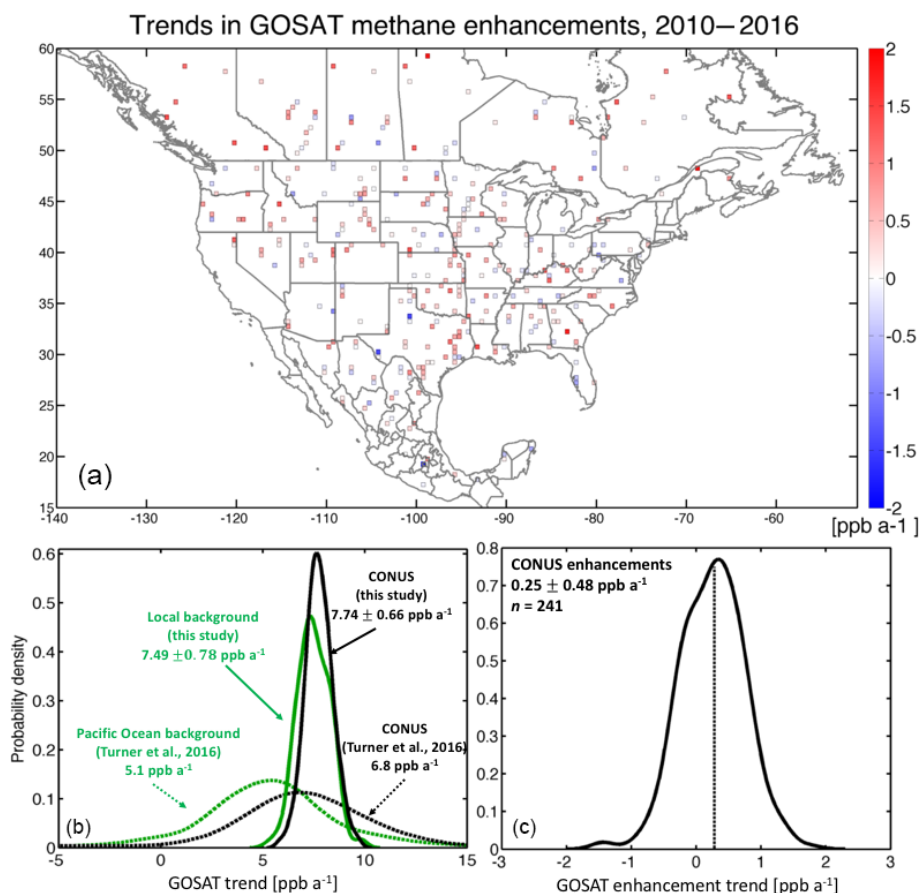 Trends in GOSAT methane enhancements, 2010–2016
60
55
50
45
40
35
30
25
20
15
-140
-130
-120
-110
-100
-90
-80
-70
-60
(a)
2
1.5
1
0.5
0
-0.5
-1
-1.5
-2
[ppb a-1 ]
0.6
0.5
0.4
0.3
0.2
0.1
0
-5
0
5
10
15
Probability density
GOSAT trend [ppb a⁻¹]
(b)
CONUS
(this study)
7.74 ± 0.66 ppb a⁻¹
Local background
(this study)
7.49 ±0.78 ppb a⁻¹
Pacific Ocean background
(Turner et al., 2016)
5.1 ppb a⁻¹
CONUS
(Turner et al., 2016)
6.8 ppb a⁻¹
0.8
0.7
0.6
0.5
0.4
0.3
0.2
0.1
0
-3
-2
-1
0
1
2
3
CONUS enhancements
0.25 ± 0.48 ppb a⁻¹
n = 241
(c)
GOSAT enhancement trend [ppb a⁻¹]